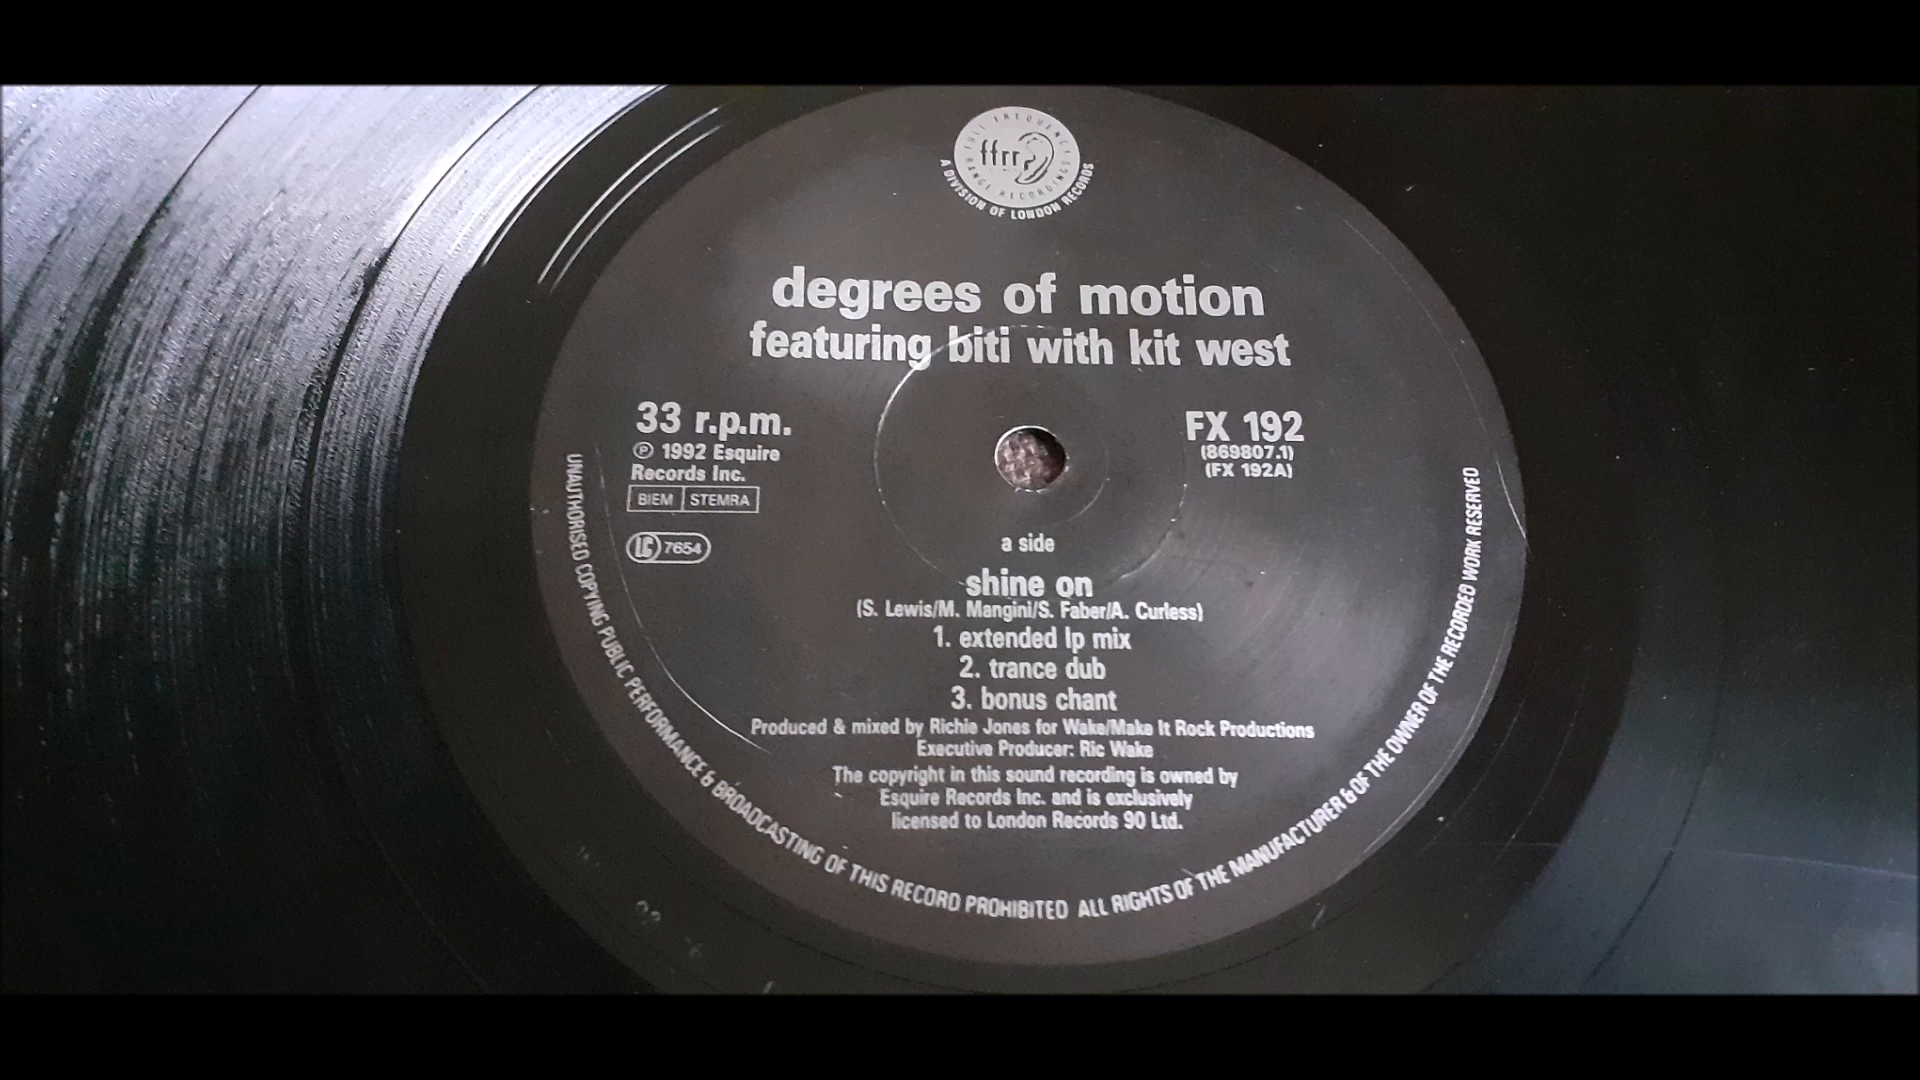 FULL FREQUENCY
ffrr
RANGE RECORDINGS
A DIVISION OF LONDON RECORDS
degrees of motion
featuring biti with kit west
33 r.p.m.
℗ 1992 Esquire
Records Inc.
BIEM STEMRA
LC 7654
FX 192
(869807.1)
(FX 192A)
a side
shine on
(S. Lewis/M. Mangini/S. Faber/A. Curless)
1. extended lp mix
2. trance dub
3. bonus chant
Produced & mixed by Richie Jones for Wake/Make It Rock Productions
Executive Producer: Ric Wake
The copyright in this sound recording is owned by
Esquire Records Inc. and is exclusively
licensed to London Records 90 Ltd.
UNAUTHORISED COPYING PUBLIC PERFORMANCE & BROADCASTING OF THIS RECORD PROHIBITED ALL RIGHTS OF THE MANUFACTURER & OF THE OWNER OF THE RECORDED WORK RESERVED